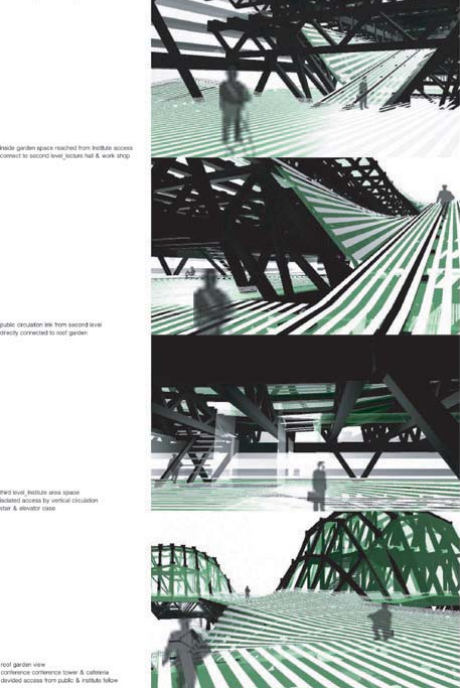 inside garden space reached from institute access
connect to second level_lecture hall & work shop
public circulation link from second level
directly connected to roof garden
third level_institute area space
isolated access by vertical circulation
stair & elevator case
roof garden view
conference conference tower & cafeteria
devided access from public & institute fellow